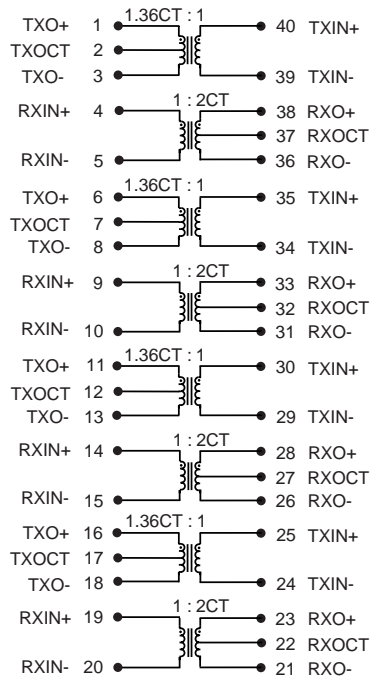 1.36CT : 1
TXO+ 1 40 TXIN+
TXOCT 2
TXO- 3 39 TXIN-
1 : 2CT
RXIN+ 4 38 RXO+
37 RXOCT
RXIN- 5 36 RXO-
1.36CT : 1
TXO+ 6 35 TXIN+
TXOCT 7
TXO- 8 34 TXIN-
1 : 2CT
RXIN+ 9 33 RXO+
32 RXOCT
RXIN- 10 31 RXO-
1.36CT : 1
TXO+ 11 30 TXIN+
TXOCT 12
TXO- 13 29 TXIN-
1 : 2CT
RXIN+ 14 28 RXO+
27 RXOCT
RXIN- 15 26 RXO-
1.36CT : 1
TXO+ 16 25 TXIN+
TXOCT 17
TXO- 18 24 TXIN-
1 : 2CT
RXIN+ 19 23 RXO+
22 RXOCT
RXIN- 20 21 RXO-